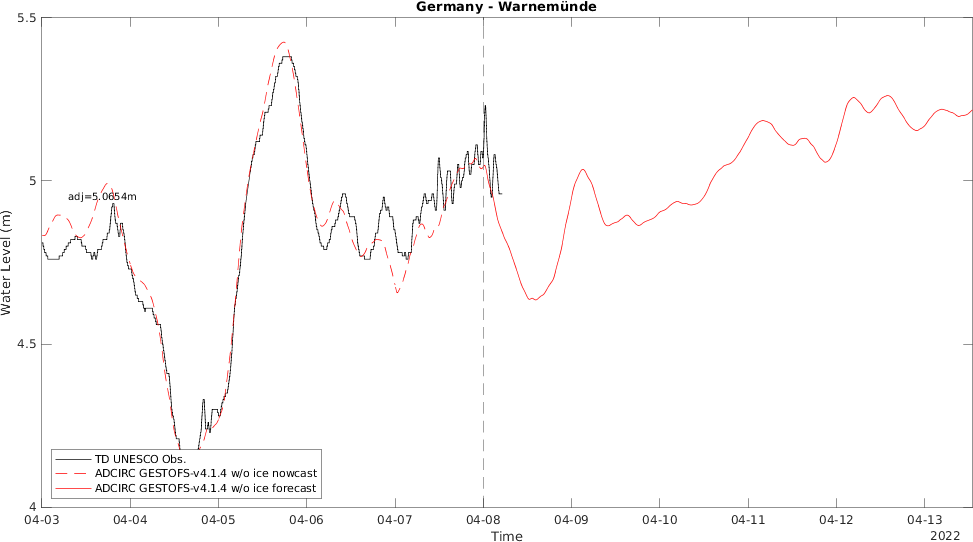 Germany - Warnemünde
5.5
5
4.5
4
Water Level (m)
adj=5.0654m
TD UNESCO Obs.
ADCIRC GESTOFS-v4.1.4 w/o ice nowcast
ADCIRC GESTOFS-v4.1.4 w/o ice forecast
04-03 04-04 04-05 04-06 04-07 04-08 04-09 04-10 04-11 04-12 04-13
Time
2022